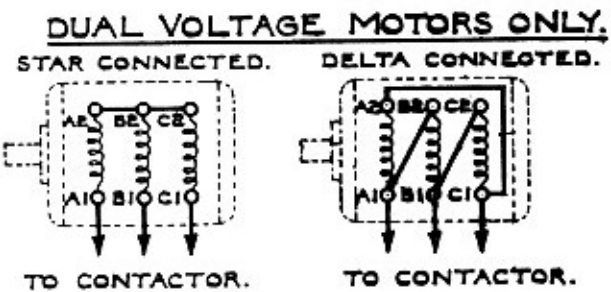 DUAL VOLTAGE MOTORS ONLY.
STAR CONNECTED. DELTA CONNECTED.
A2 B2 C2 A2 B2 C2
A1 B1 C1 A1 B1 C1
TO CONTACTOR. TO CONTACTOR.